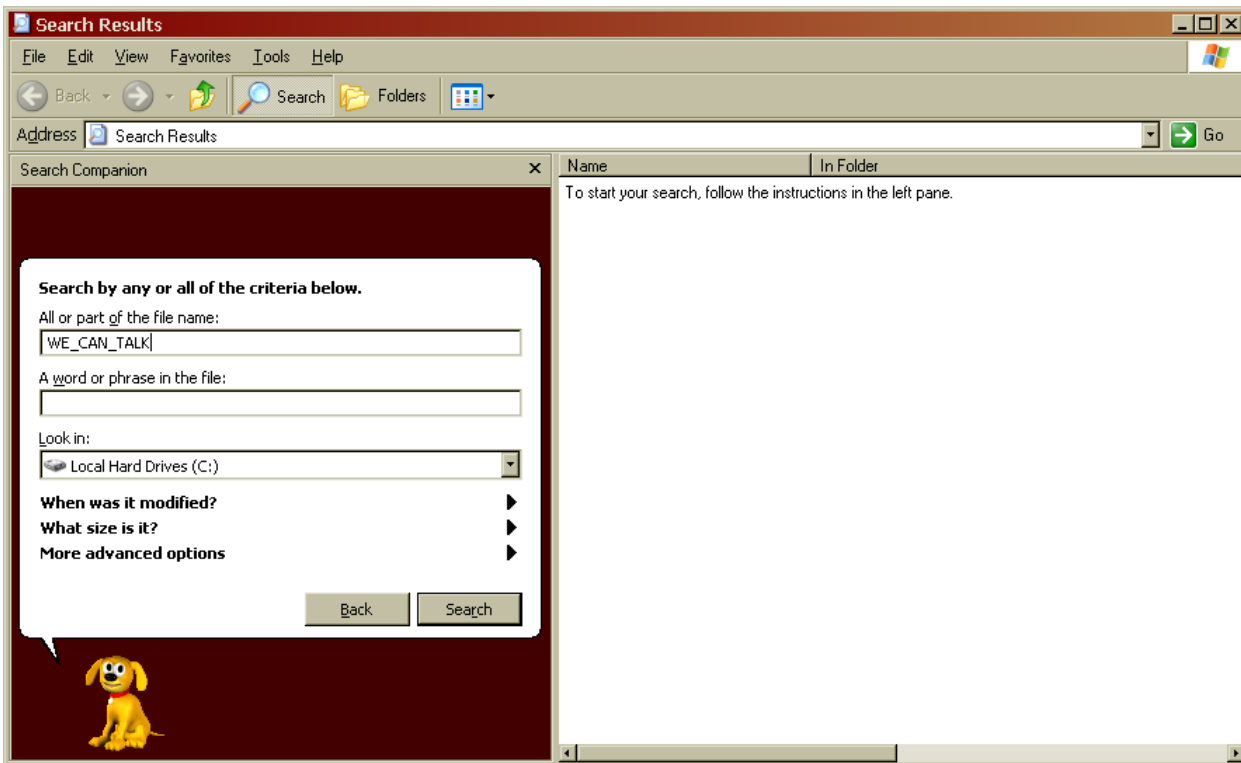 Search Results
File Edit View Favorites Tools Help
Back Search Folders
Address Search Results Go
Search Companion
Name In Folder
To start your search, follow the instructions in the left pane.
Search by any or all of the criteria below.
All or part of the file name:
WE_CAN_TALK
A word or phrase in the file:
Look in:
Local Hard Drives (C:)
When was it modified?
What size is it?
More advanced options
Back Search